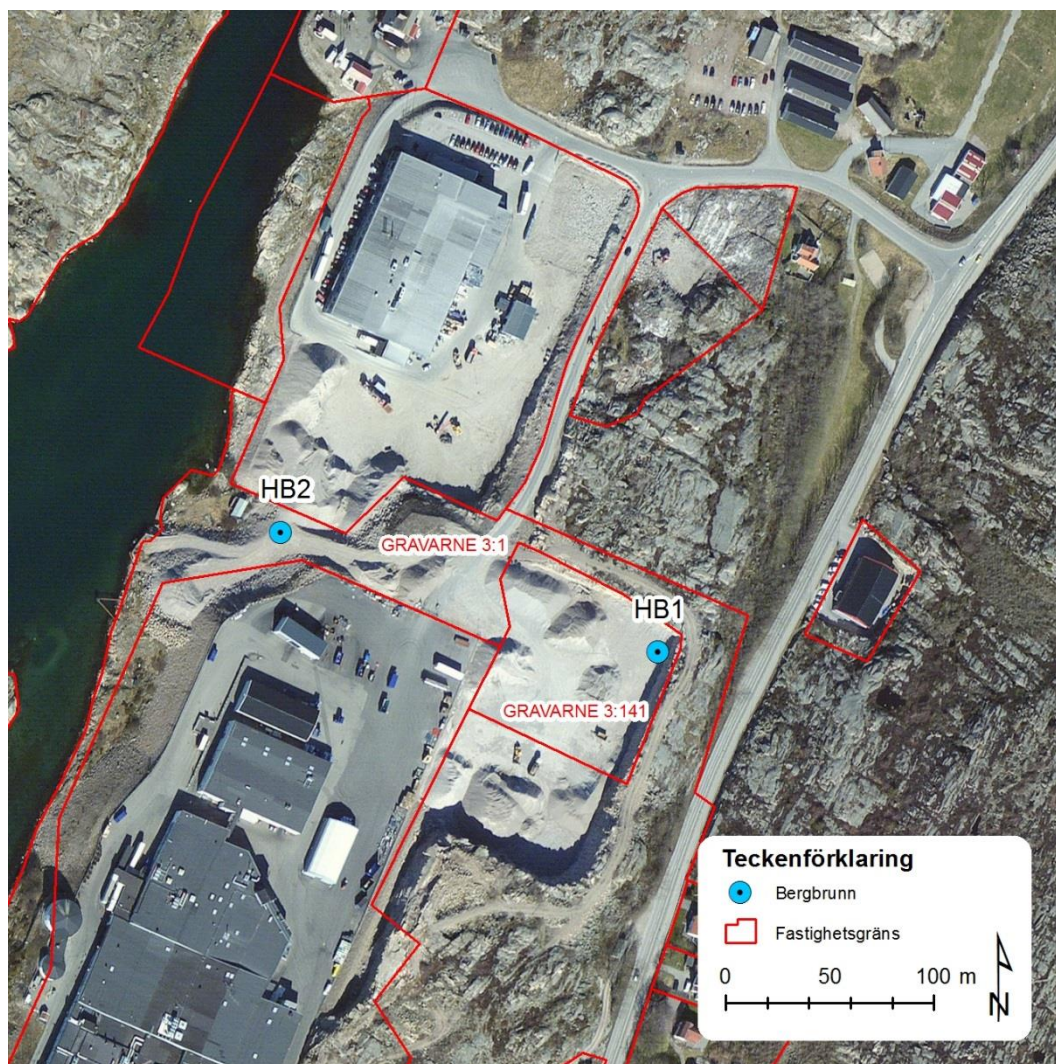 HB2
GRAVARNE 3:1
HB1
GRAVARNE 3:141
Teckenförklaring
Bergbrunn
Fastighetsgräns
0 50 100 m
N